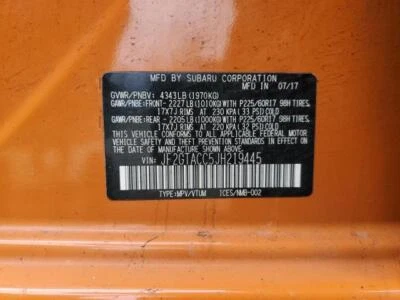 MFD BY SUBARU CORPORATION
MFD IN 07/17
GVWR/PNBV: 4343LB (1970KG)
GAWR/PNBE: FRONT- 2227LB (1010KG) WITH P225/60R17 98H TIRES,
17X7J RIMS, AT 230 KPA (33 PSI) COLD
GAWR/PNBE: REAR - 2205LB (1000KG) WITH P225/60R17 98H TIRES,
17X7J RIMS, AT 220 KPA (32 PSI) COLD
THIS VEHICLE CONFORMS TO ALL APPLICABLE FEDERAL MOTOR VEHICLE
SAFETY, BUMPER, AND THEFT PREVENTION STANDARDS IN EFFECT
ON THE DATE OF MANUFACTURE SHOWN ABOVE.
VIN: JF2GTACC5JH219445
TYPE:MPV/VTUM ICES/NMB-002